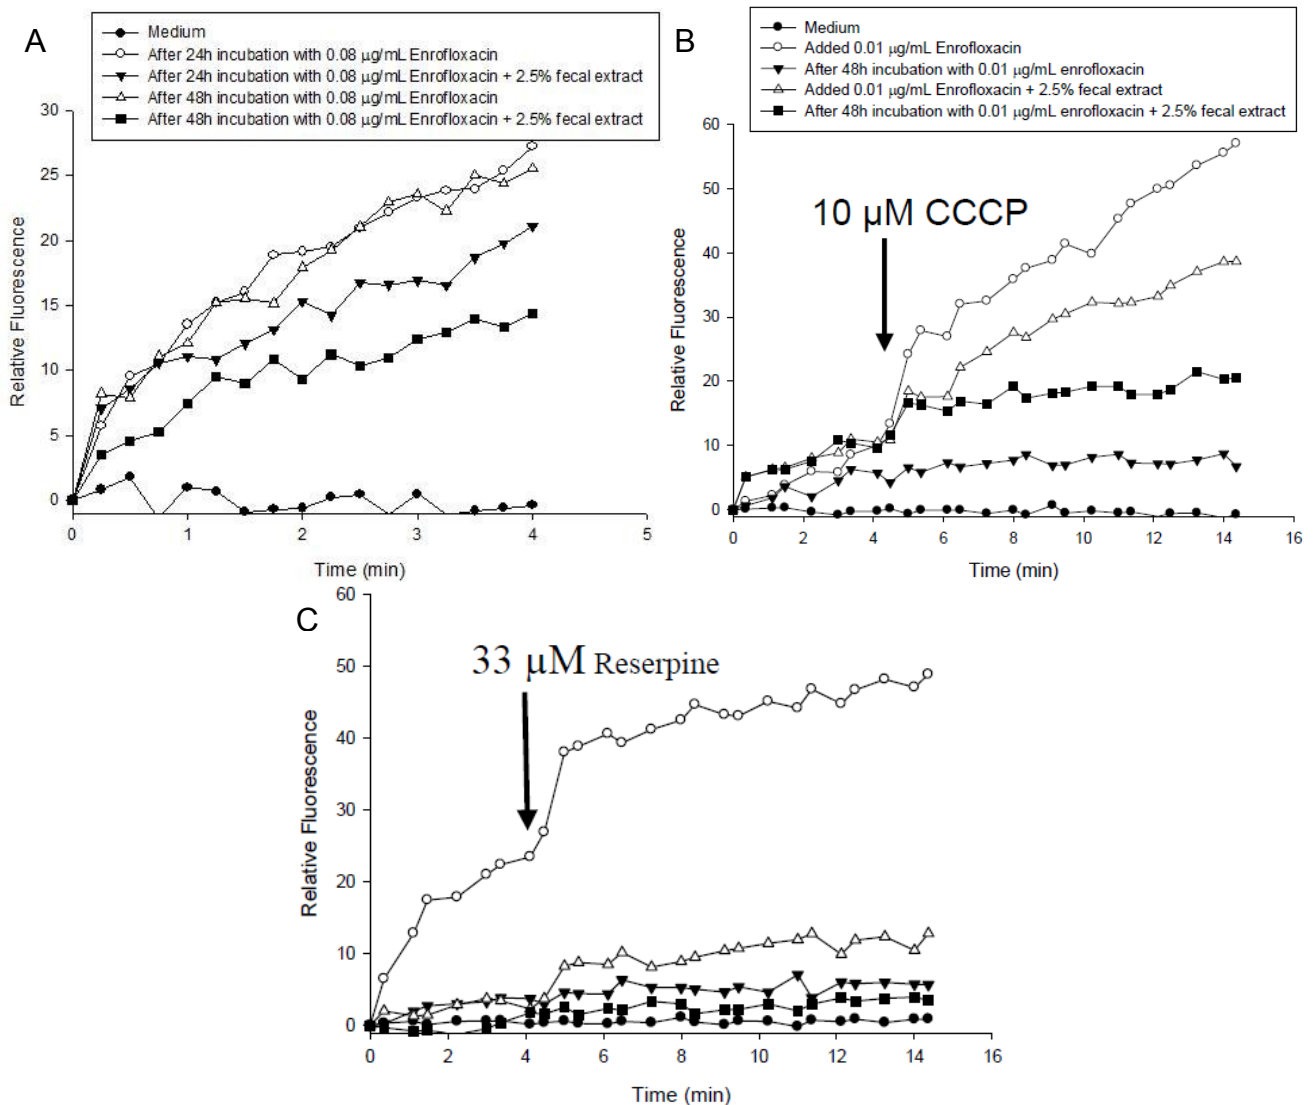 A
Medium
After 24h incubation with 0.08 μg/mL Enrofloxacin
After 24h incubation with 0.08 μg/mL Enrofloxacin + 2.5% fecal extract
After 48h incubation with 0.08 μg/mL Enrofloxacin
After 48h incubation with 0.08 μg/mL Enrofloxacin + 2.5% fecal extract
30
25
20
15
10
5
0
Relative Fluorescence
0 1 2 3 4 5
Time (min)
B
Medium
Added 0.01 μg/mL Enrofloxacin
After 48h incubation with 0.01 μg/mL enrofloxacin
Added 0.01 μg/mL Enrofloxacin + 2.5% fecal extract
After 48h incubation with 0.01 μg/mL enrofloxacin + 2.5% fecal extract
60
50
40
30
20
10
0
Relative Fluorescence
10 μM CCCP
0 2 4 6 8 10 12 14 16
Time (min)
C
60
50
40
30
20
10
0
Relative Fluorescence
33 μM Reserpine
0 2 4 6 8 10 12 14 16
Time (min)